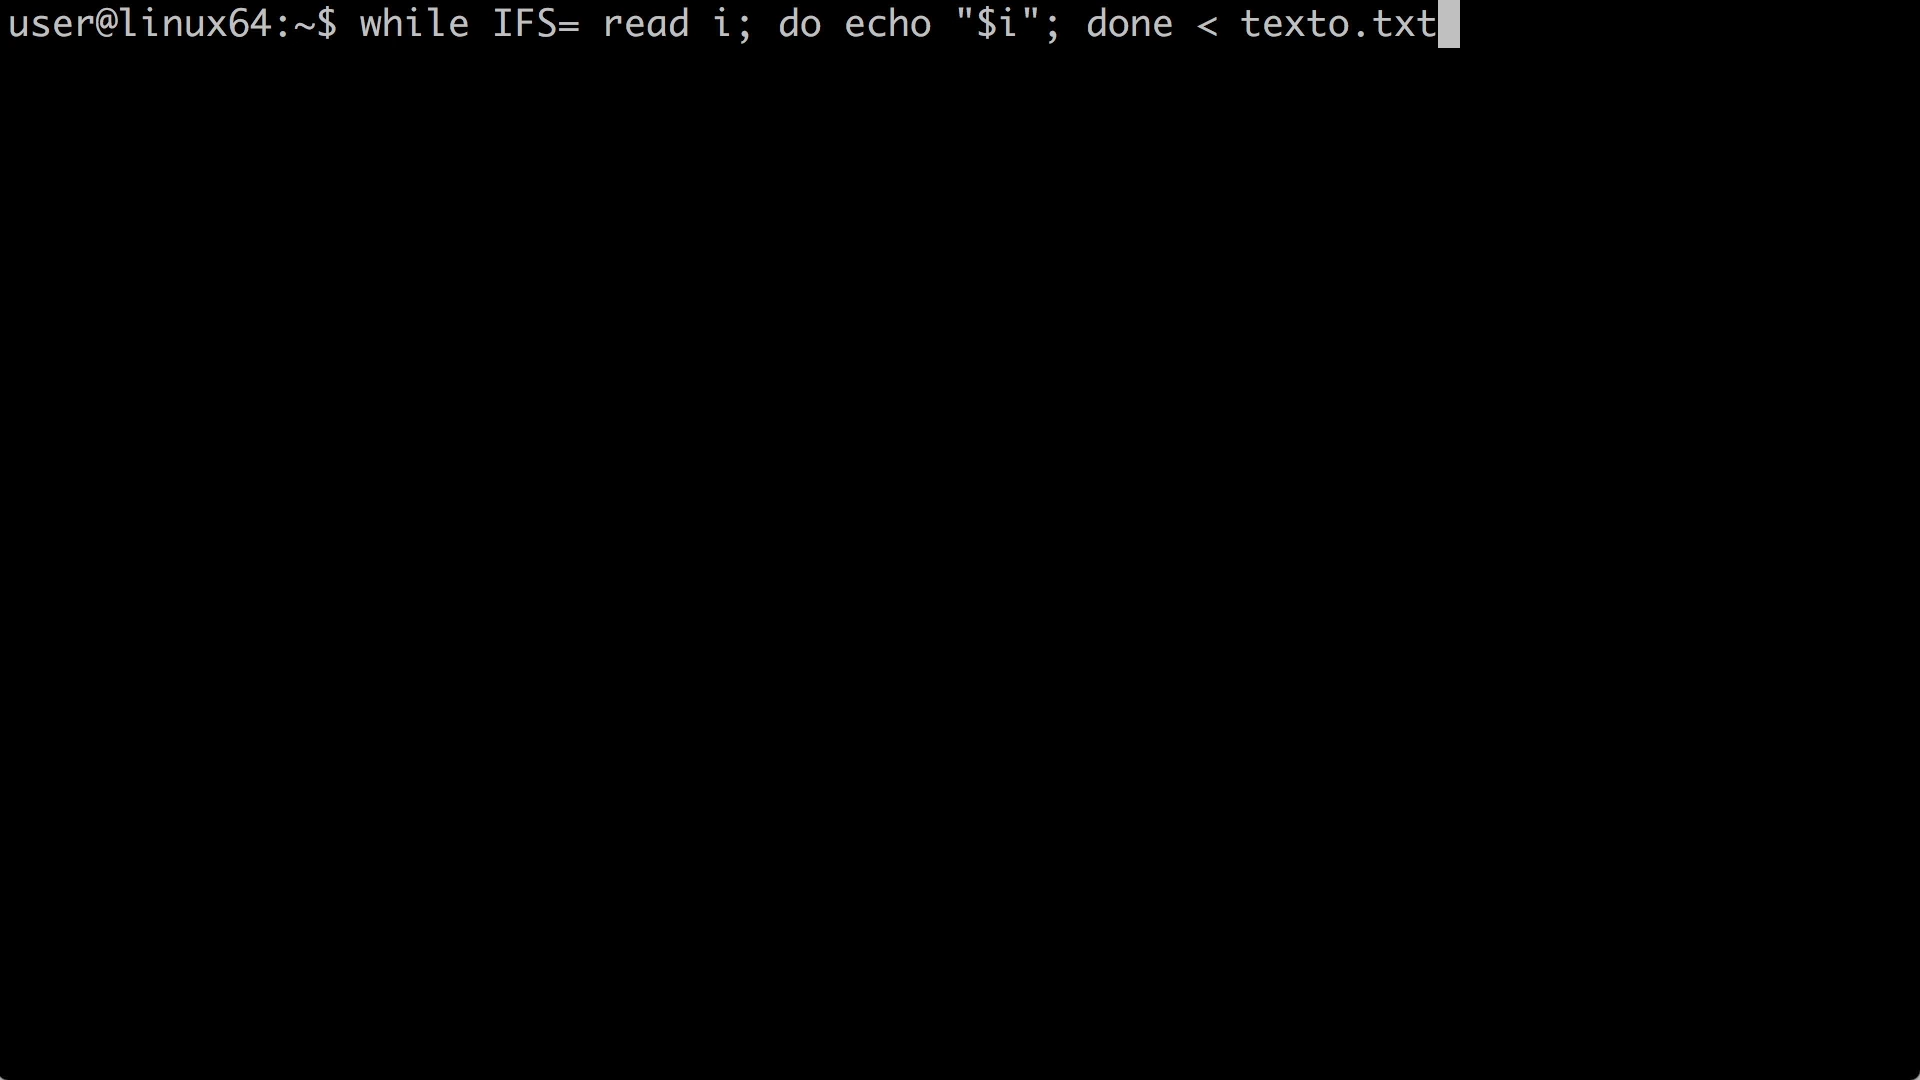 user@linux64:~$ while IFS= read i; do echo "$i"; done < texto.txt